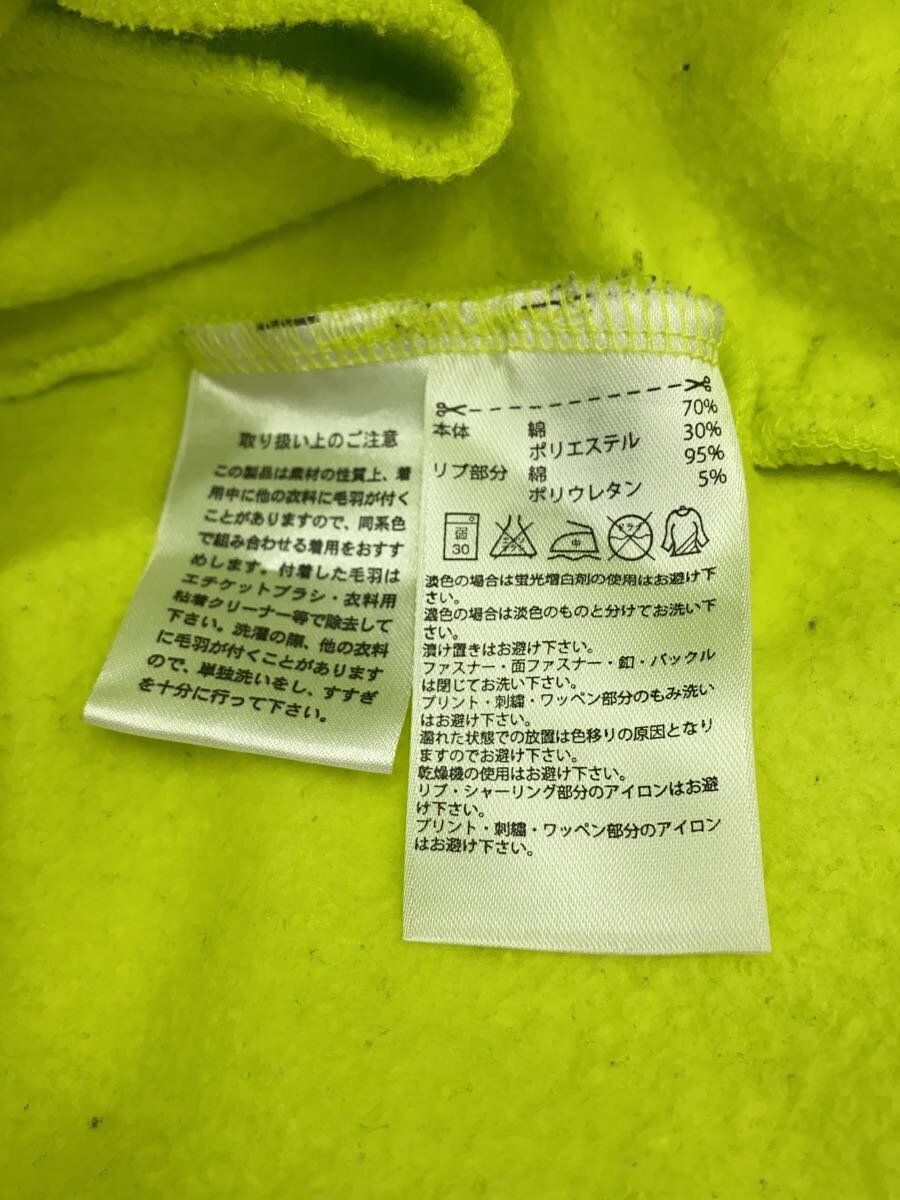 取り扱い上のご注意
この製品は素材の性質上、着
用中に他の衣料に毛羽が付く
ことがありますので、同系色
で組み合わせる着用をおすす
めします。付着した毛羽は
エチケットブラシ・衣料用
粘着クリーナー等で除去して
下さい。洗濯の際、他の衣料
に毛羽が付くことがあります
ので、単独洗いをし、すすぎ
を十分に行って下さい。
本体 綿 70%
ポリエステル 30%
リブ部分 綿 95%
ポリウレタン 5%
弱 30 エンソサラシ 中 ドライ
淡色の場合は蛍光増白剤の使用はお避け下
さい。
濃色の場合は淡色のものと分けてお洗い下
さい。
漬け置きはお避け下さい。
ファスナー・面ファスナー・釦・バックル
は閉じてお洗い下さい。
プリント・刺繍・ワッペン部分のもみ洗い
はお避け下さい。
濡れた状態での放置は色移りの原因となり
ますのでお避け下さい。
乾燥機の使用はお避け下さい。
リブ・シャーリング部分のアイロンはお避
け下さい。
プリント・刺繍・ワッペン部分のアイロン
はお避け下さい。